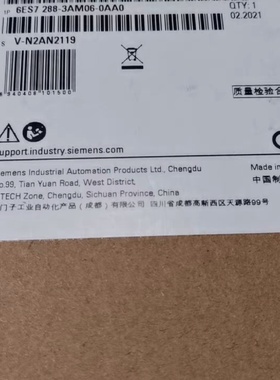 1P 6ES7 288-3AM06-0AA0
QTY: 1
02.2021
S V-N2AN2119
质量检验合
support.industry.siemens.com
iemens Industrial Automation Products Ltd., Chengdu
Made in
o.99, Tian Yuan Road, West District,
中国制
TECH Zone, Chengdu, Sichuan Province, China
门子工业自动化产品（成都）有限公司 四川省成都高新西区天源路99号